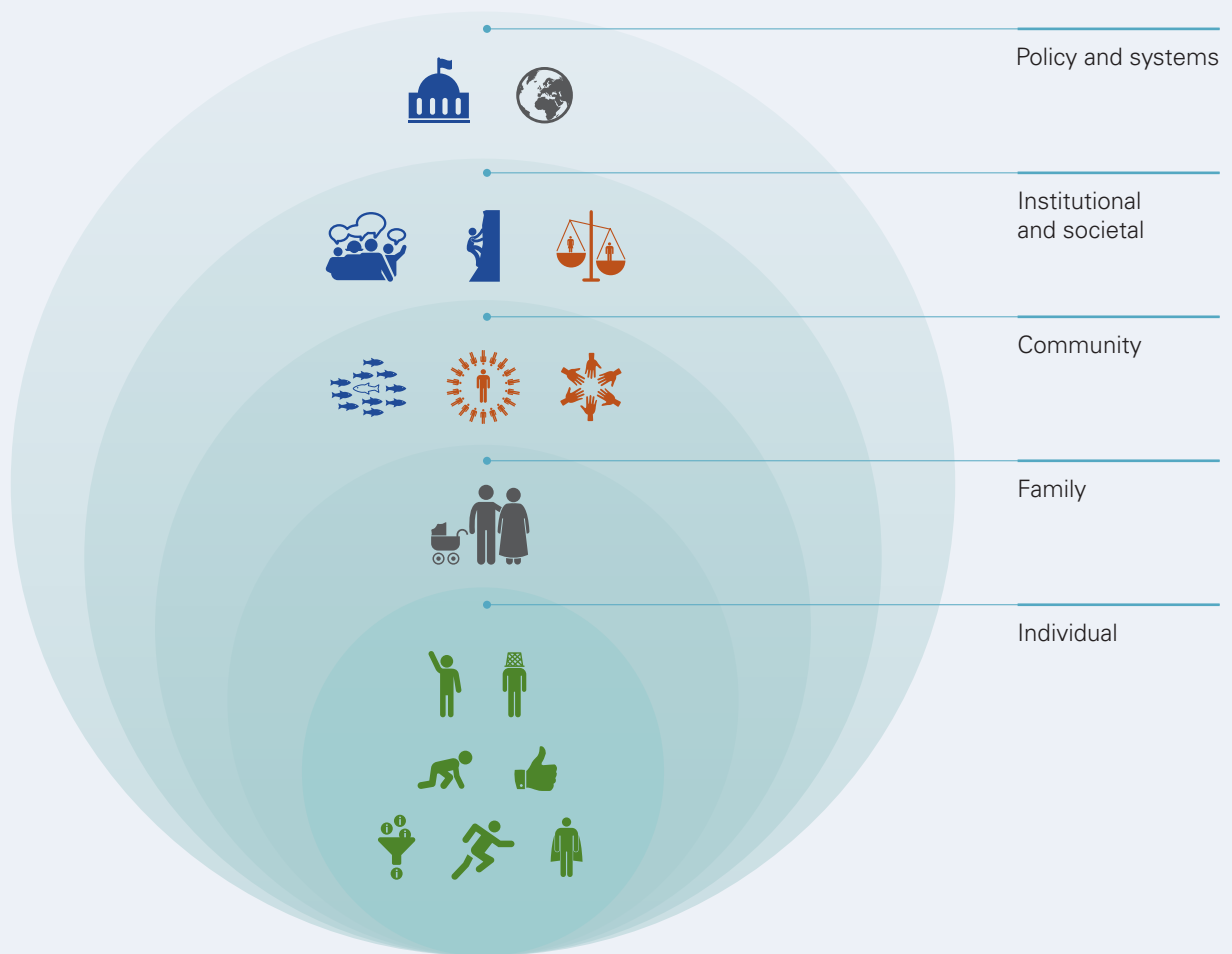 Policy and systems
Institutional
and societal
Community
Family
Individual